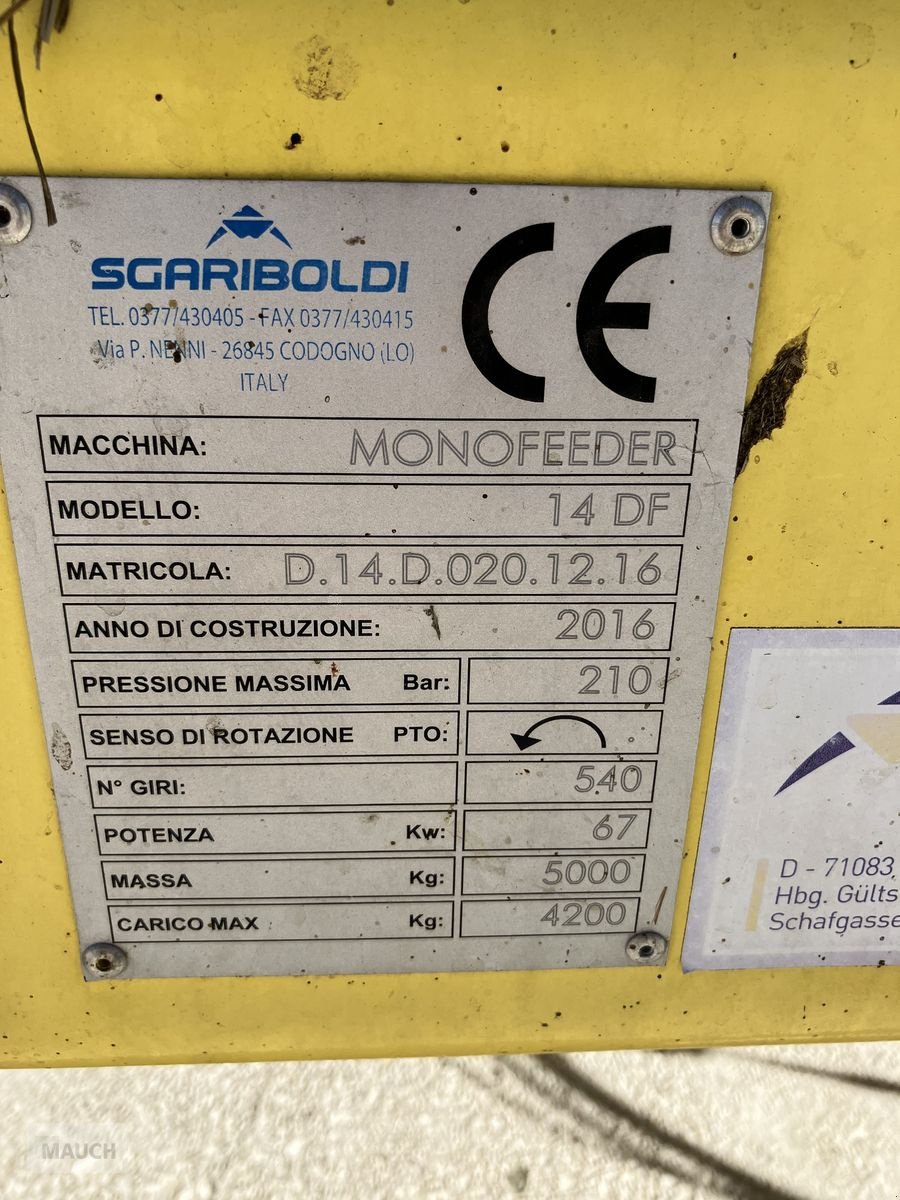 SGARIBOLDI
TEL. 0377/430405 - FAX 0377/430415
Via P. NENNI - 26845 CODOGNO (LO)
ITALY
CE
MACCHINA: MONOFEEDER
MODELLO: 14 DF
MATRICOLA: D.14.D.020.12.16
ANNO DI COSTRUZIONE: 2016
PRESSIONE MASSIMA Bar: 210
SENSO DI ROTAZIONE PTO:
N° GIRI: 540
POTENZA Kw: 67
MASSA Kg: 5000
CARICO MAX Kg: 4200
D - 71083
Hbg. Gülts
Schafgasse
MAUCH